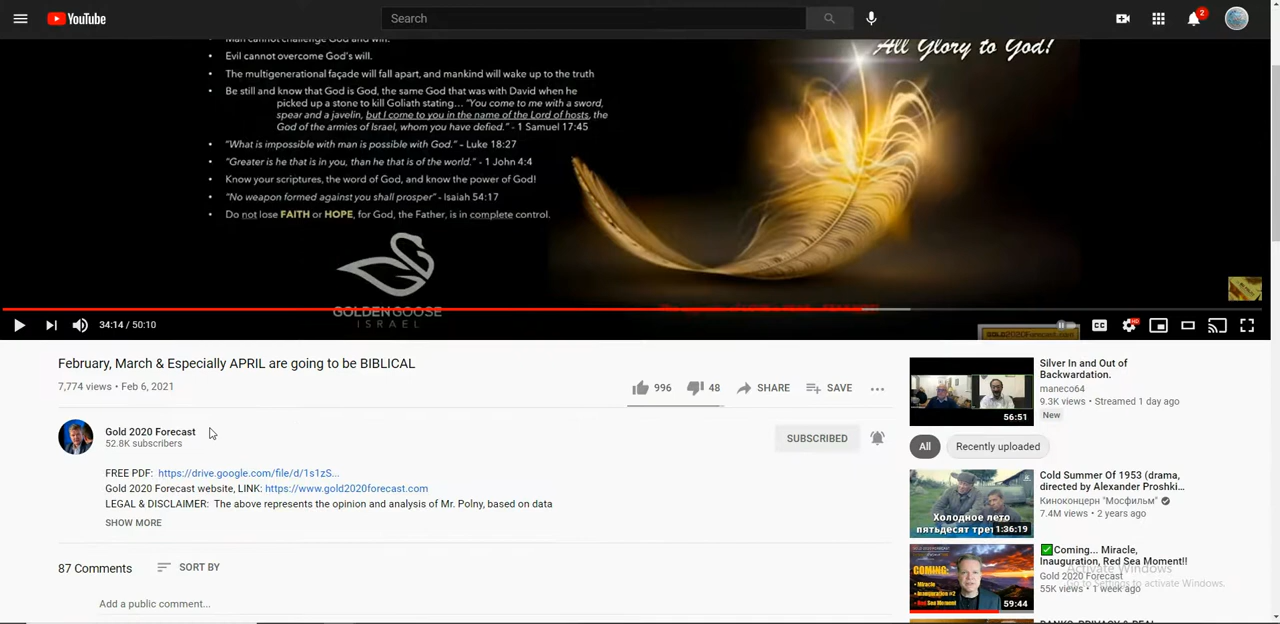 YouTube
Search
2
Man cannot challenge God and win.
Evil cannot overcome God's will.
The multigenerational façade will fall apart, and mankind will wake up to the truth
Be still and know that God is God, the same God that was with David when he
picked up a stone to kill Goliath stating... "You come to me with a sword,
spear and a javelin, but I come to you in the name of the Lord of hosts, the
God of the armies of Israel, whom you have defied." - 1 Samuel 17:45
"What is impossible with man is possible with God." – Luke 18:27
"Greater is he that is in you, than he that is of the world." - 1 John 4:4
Know your scriptures, the word of God, and know the power of God!
"No weapon formed against you shall prosper" - Isaiah 54:17
Do not lose FAITH or HOPE, for God, the Father, is in complete control.
All Glory to God!
GOLDEN GOOSE
ISRAEL
GOLD2020Forecast.com
34:14 / 50:10
CC
HD
February, March & Especially APRIL are going to be BIBLICAL
7,774 views • Feb 6, 2021
996
48
SHARE
SAVE
Gold 2020 Forecast
52.8K subscribers
SUBSCRIBED
FREE PDF: https://drive.google.com/file/d/1s1zS...
Gold 2020 Forecast website, LINK: https://www.gold2020forecast.com
LEGAL & DISCLAIMER: The above represents the opinion and analysis of Mr. Polny, based on data
SHOW MORE
87 Comments
SORT BY
Add a public comment...
Silver In and Out of
Backwardation.
maneco64
9.3K views • Streamed 1 day ago
New
56:51
All
Recently uploaded
Cold Summer Of 1953 (drama,
directed by Alexander Proshki...
Киноконцерн "Мосфильм"
7.4M views • 2 years ago
Холодное лето
1:36:19
Coming... Miracle,
Inauguration, Red Sea Moment!!
Gold 2020 Forecast
55K views • 1 week ago
COMING:
• Miracle
• Inauguration #2
• Red Sea Moment
59:44
Activate Windows
Go to Settings to activate Windows.